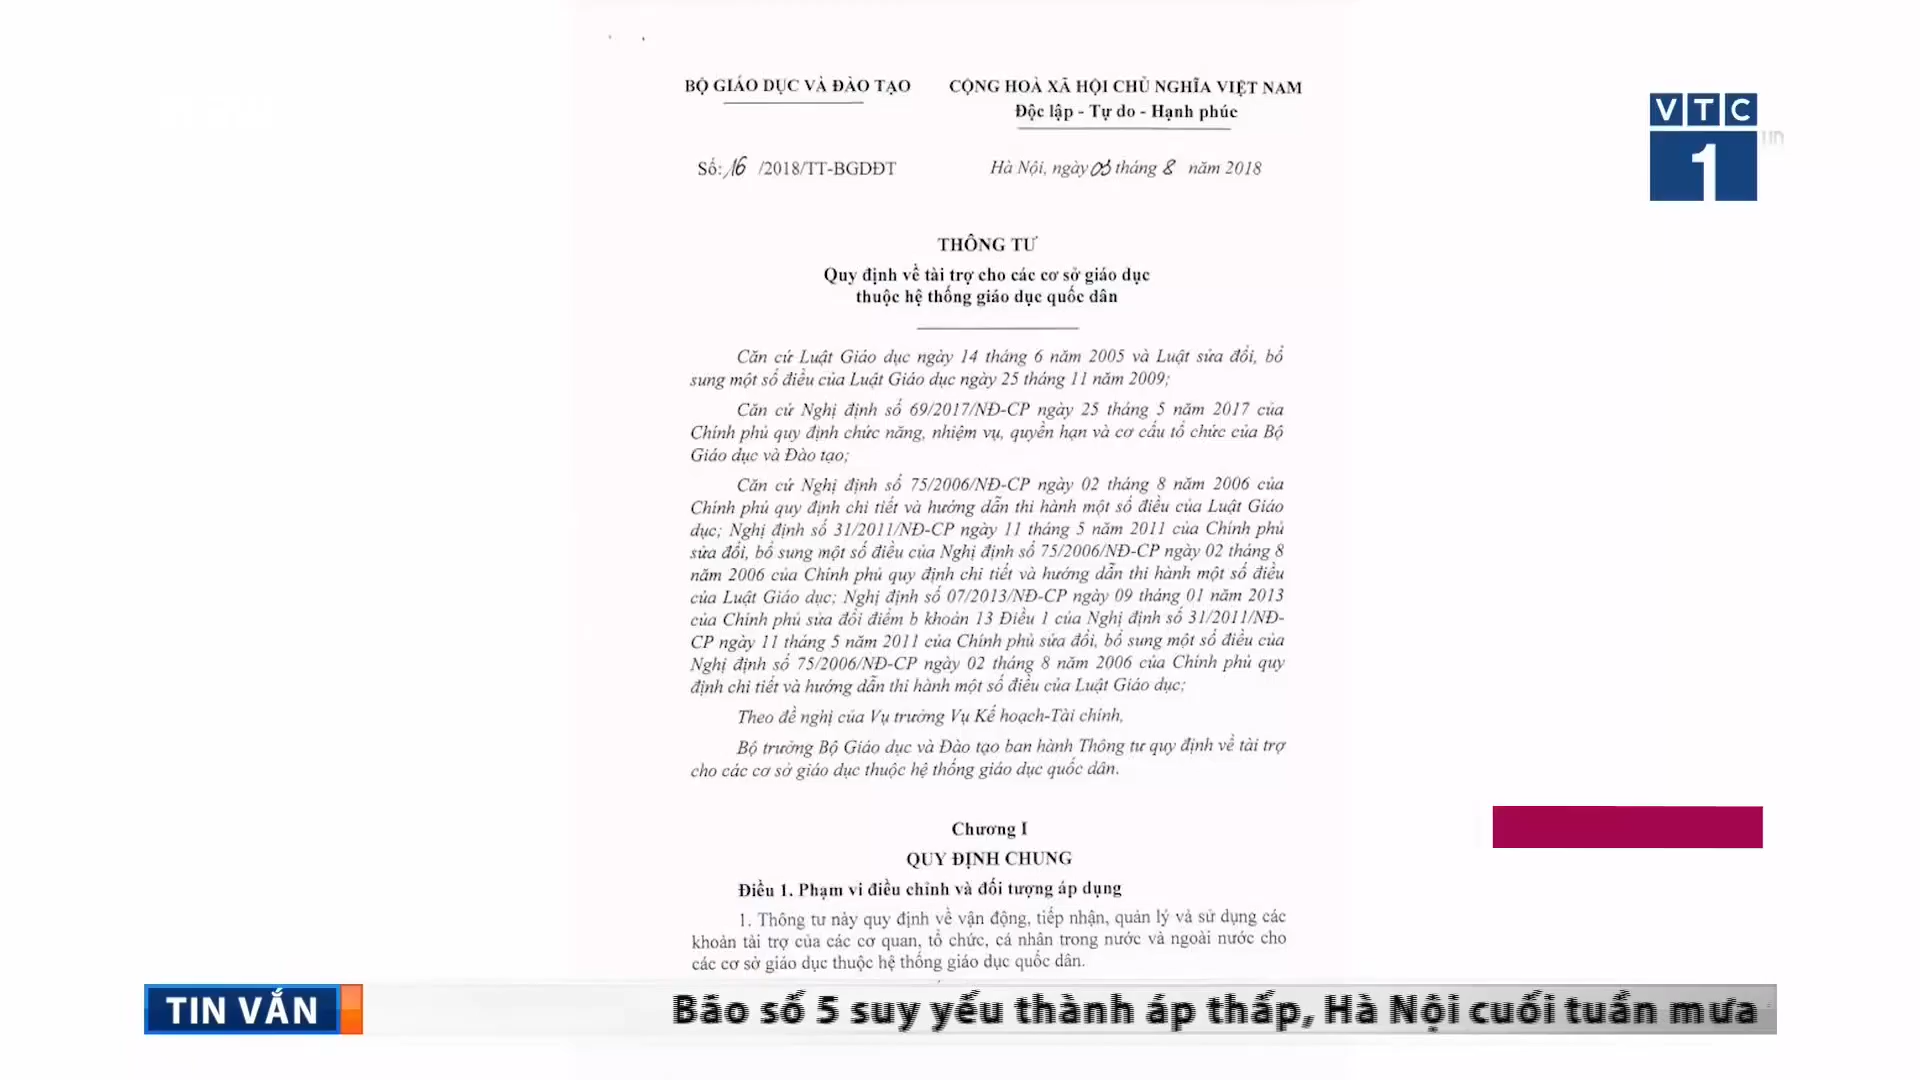 BỘ GIÁO DỤC VÀ ĐÀO TẠO
CỘNG HOÀ XÃ HỘI CHỦ NGHĨA VIỆT NAM
Độc lập - Tự do - Hạnh phúc
Số: 16 /2018/TT-BGDĐT
Hà Nội, ngày 03 tháng 8 năm 2018
VTC
1
THÔNG TƯ
Quy định về tài trợ cho các cơ sở giáo dục
thuộc hệ thống giáo dục quốc dân
Căn cứ Luật Giáo dục ngày 14 tháng 6 năm 2005 và Luật sửa đổi, bổ
sung một số điều của Luật Giáo dục ngày 25 tháng 11 năm 2009;
Căn cứ Nghị định số 69/2017/NĐ-CP ngày 25 tháng 5 năm 2017 của
Chính phủ quy định chức năng, nhiệm vụ, quyền hạn và cơ cấu tổ chức của Bộ
Giáo dục và Đào tạo;
Căn cứ Nghị định số 75/2006/NĐ-CP ngày 02 tháng 8 năm 2006 của
Chính phủ quy định chi tiết và hướng dẫn thi hành một số điều của Luật Giáo
dục; Nghị định số 31/2011/NĐ-CP ngày 11 tháng 5 năm 2011 của Chính phủ
sửa đổi, bổ sung một số điều của Nghị định số 75/2006/NĐ-CP ngày 02 tháng 8
năm 2006 của Chính phủ quy định chi tiết và hướng dẫn thi hành một số điều
của Luật Giáo dục; Nghị định số 07/2013/NĐ-CP ngày 09 tháng 01 năm 2013
của Chính phủ sửa đổi điểm b khoản 13 Điều 1 của Nghị định số 31/2011/NĐ-
CP ngày 11 tháng 5 năm 2011 của Chính phủ sửa đổi, bổ sung một số điều của
Nghị định số 75/2006/NĐ-CP ngày 02 tháng 8 năm 2006 của Chính phủ quy
định chi tiết và hướng dẫn thi hành một số điều của Luật Giáo dục;
Theo đề nghị của Vụ trưởng Vụ Kế hoạch-Tài chính,
Bộ trưởng Bộ Giáo dục và Đào tạo ban hành Thông tư quy định về tài trợ
cho các cơ sở giáo dục thuộc hệ thống giáo dục quốc dân.
Chương I
QUY ĐỊNH CHUNG
Điều 1. Phạm vi điều chỉnh và đối tượng áp dụng
1. Thông tư này quy định về vận động, tiếp nhận, quản lý và sử dụng các
khoản tài trợ của các cơ quan, tổ chức, cá nhân trong nước và ngoài nước cho
các cơ sở giáo dục thuộc hệ thống giáo dục quốc dân.
TIN VẮN
Bão số 5 suy yếu thành áp thấp, Hà Nội cuối tuần mưa